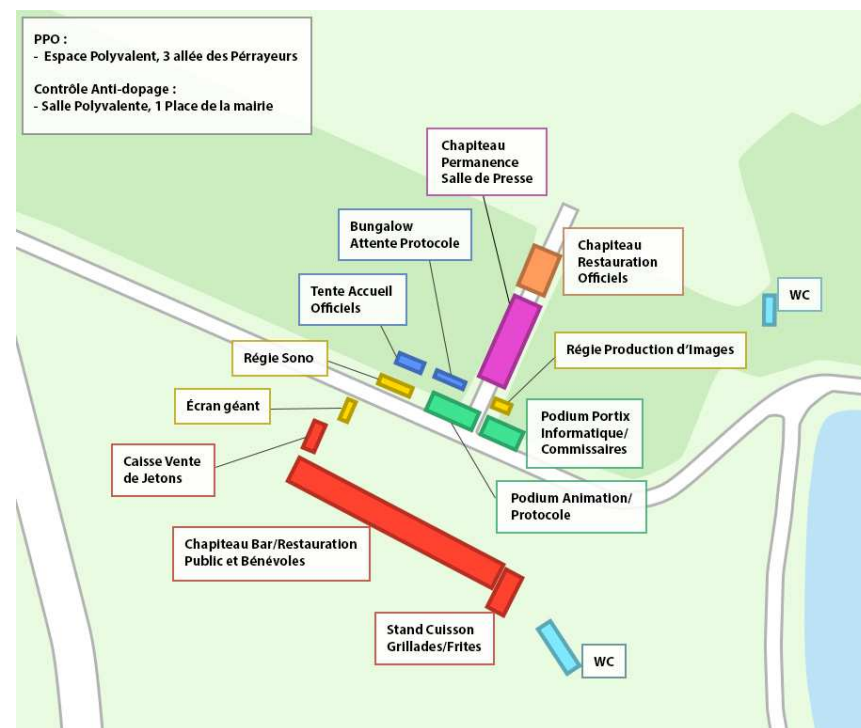 PPO :
- Espace Polyvalent, 3 allée des Pérrayeurs
Contrôle Anti-dopage :
- Salle Polyvalente, 1 Place de la mairie
Chapiteau
Permanence
Salle de Presse
Bungalow
Attente Protocole
Chapiteau
Restauration
Officiels
Tente Accueil
Officiels
WC
Régie Sono
Régie Production d'Images
Écran géant
Podium Portix
Informatique/
Commissaires
Caisse Vente
de Jetons
Podium Animation/
Protocole
Chapiteau Bar/Restauration
Public et Bénévoles
Stand Cuisson
Grillades/Frites
WC